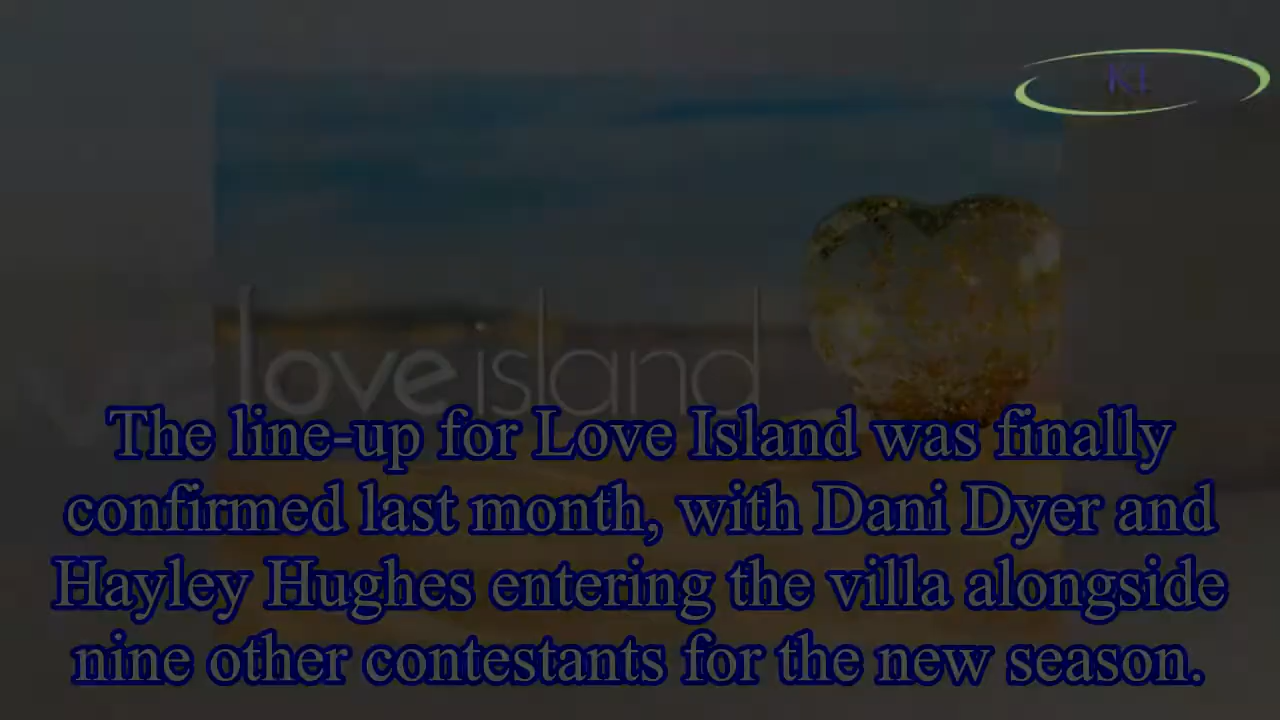 KI
love island
The line-up for Love Island was finally
confirmed last month, with Dani Dyer and
Hayley Hughes entering the villa alongside
nine other contestants for the new season.